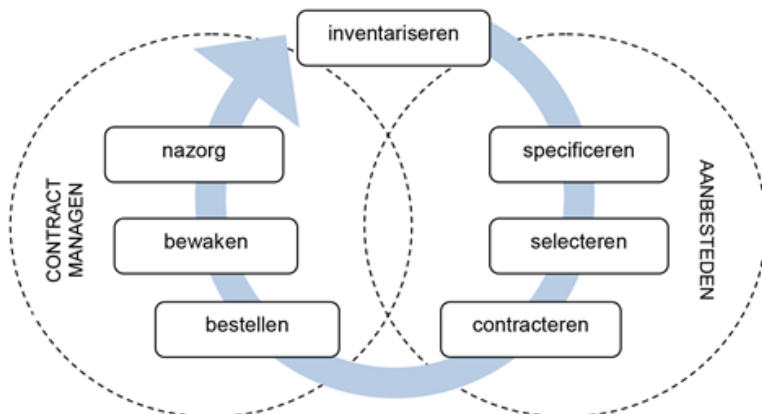 inventariseren
nazorg
specificeren
CONTRACT
MANAGEN
AANBESTEDEN
bewaken
selecteren
bestellen
contracteren